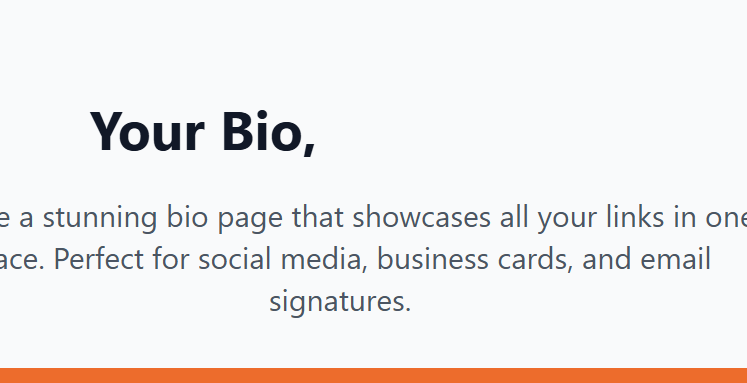 Your Bio,
a stunning bio page that showcases all your links in one
Perfect for social media, business cards, and email
signatures.